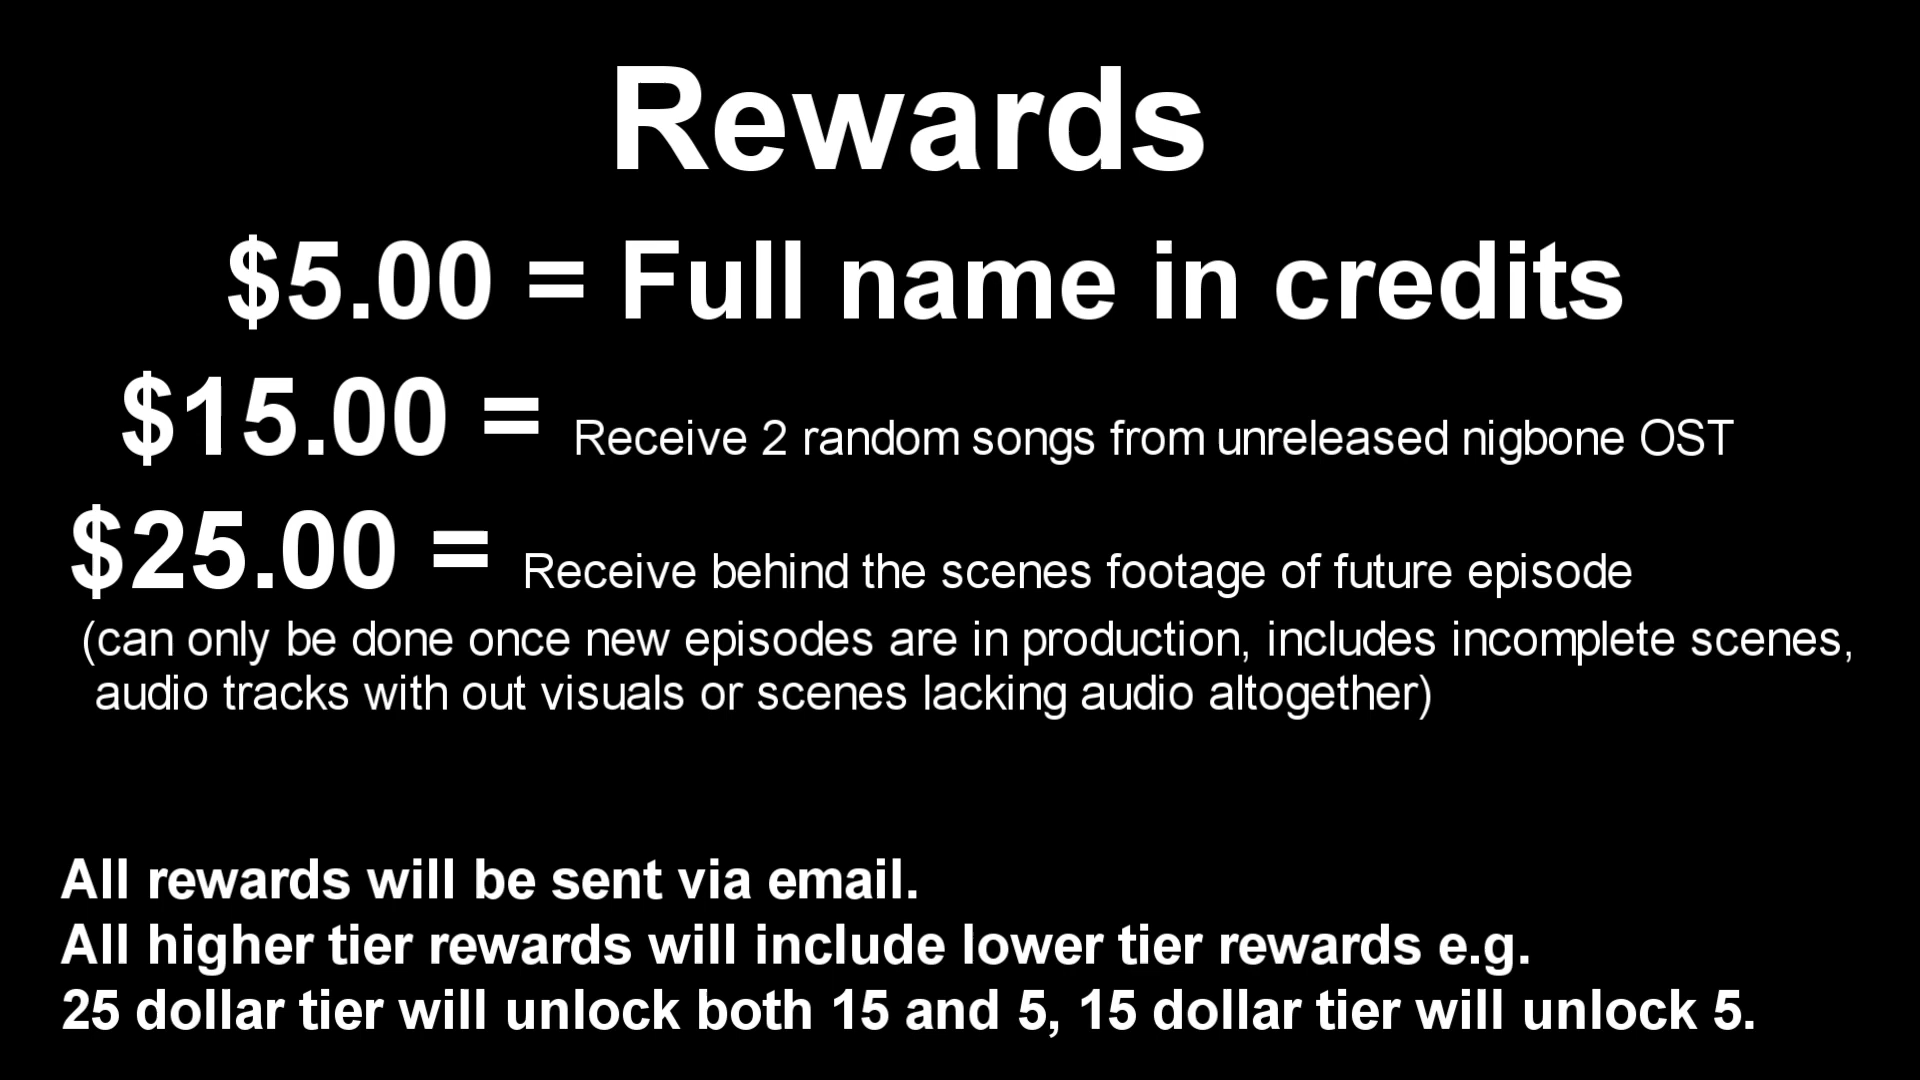 Rewards
$5.00 = Full name in credits
$15.00 = Receive 2 random songs from unreleased nigbone OST
$25.00 = Receive behind the scenes footage of future episode
(can only be done once new episodes are in production, includes incomplete scenes,
audio tracks with out visuals or scenes lacking audio altogether)
All rewards will be sent via email.
All higher tier rewards will include lower tier rewards e.g.
25 dollar tier will unlock both 15 and 5, 15 dollar tier will unlock 5.